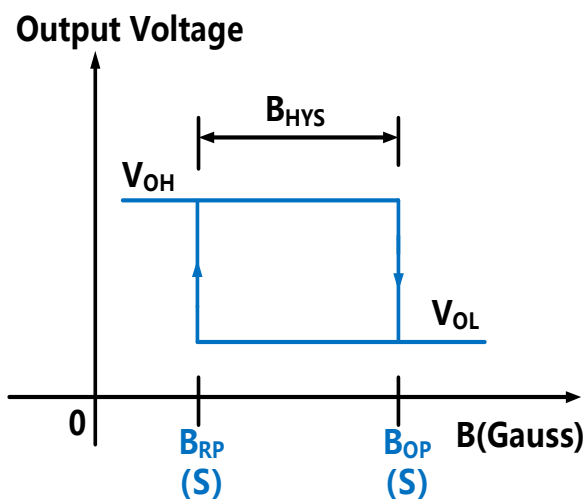 Output Voltage
BHYS
VOH
VOL
0
BRP
(S)
BOP
(S)
B(Gauss)